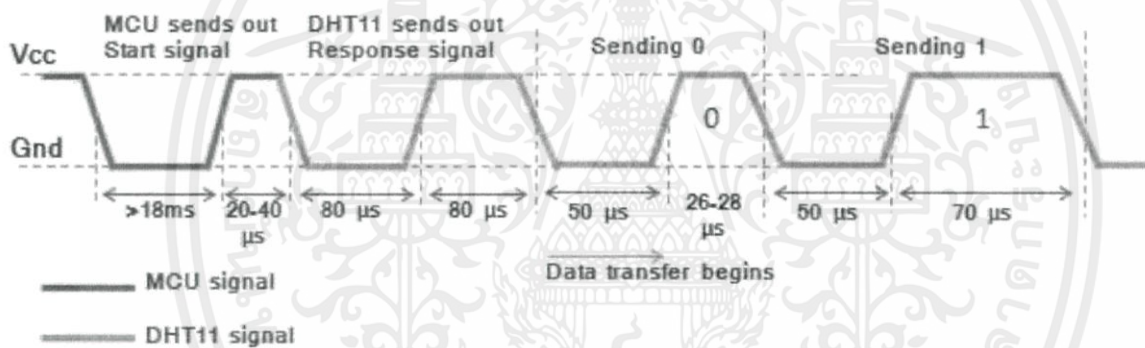 MCU sends out
Start signal
DHT11 sends out
Response signal
Sending 0
Sending 1
Vcc
Gnd
0
1
>18ms
20-40
µs
80 µs
80 µs
50 µs
26-28
µs
50 µs
70 µs
Data transfer begins
MCU signal
DHT11 signal